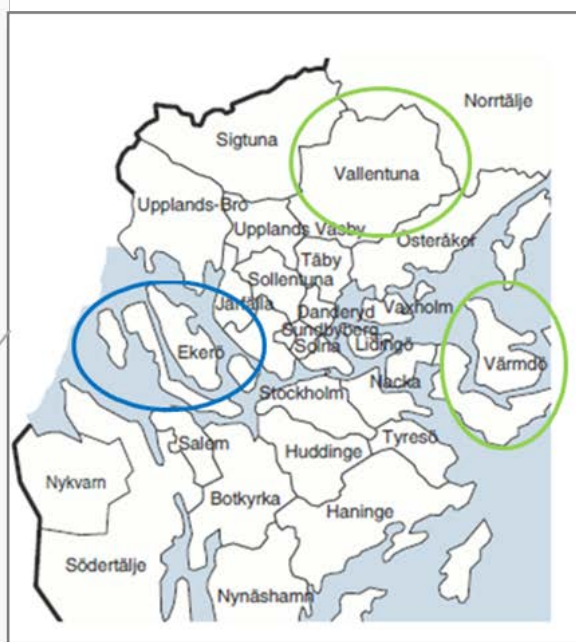 Norrtälje
Sigtuna
Vallentuna
Upplands-Bro
Upplands Väsby
Österåker
Täby
Sollentuna
Järfälla
Danderyd
Vaxholm
Sundbyberg
Solna
Lidingö
Ekerö
Värmdö
Nacka
Stockholm
Salem
Huddinge
Tyresö
Nykvarn
Botkyrka
Haninge
Södertälje
Nynäshamn